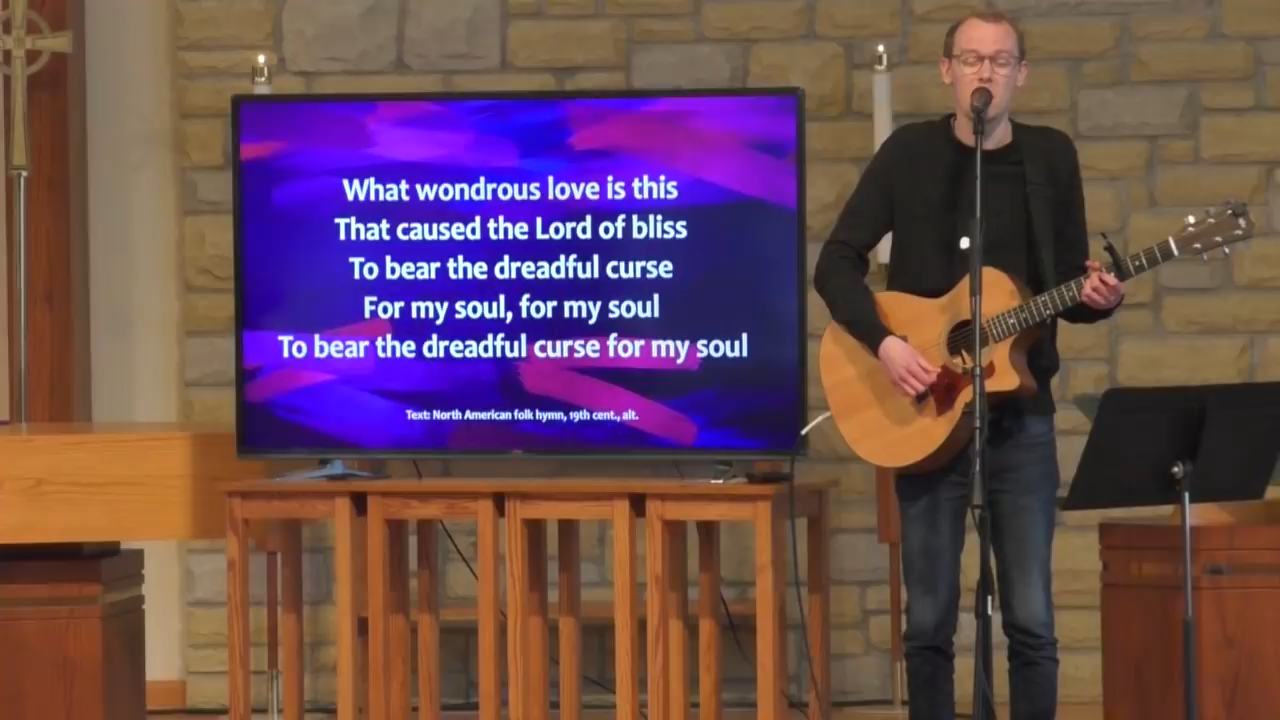 What wondrous love is this
That caused the Lord of bliss
To bear the dreadful curse
For my soul, for my soul
To bear the dreadful curse for my soul
Text: North American folk hymn, 19th cent., alt.